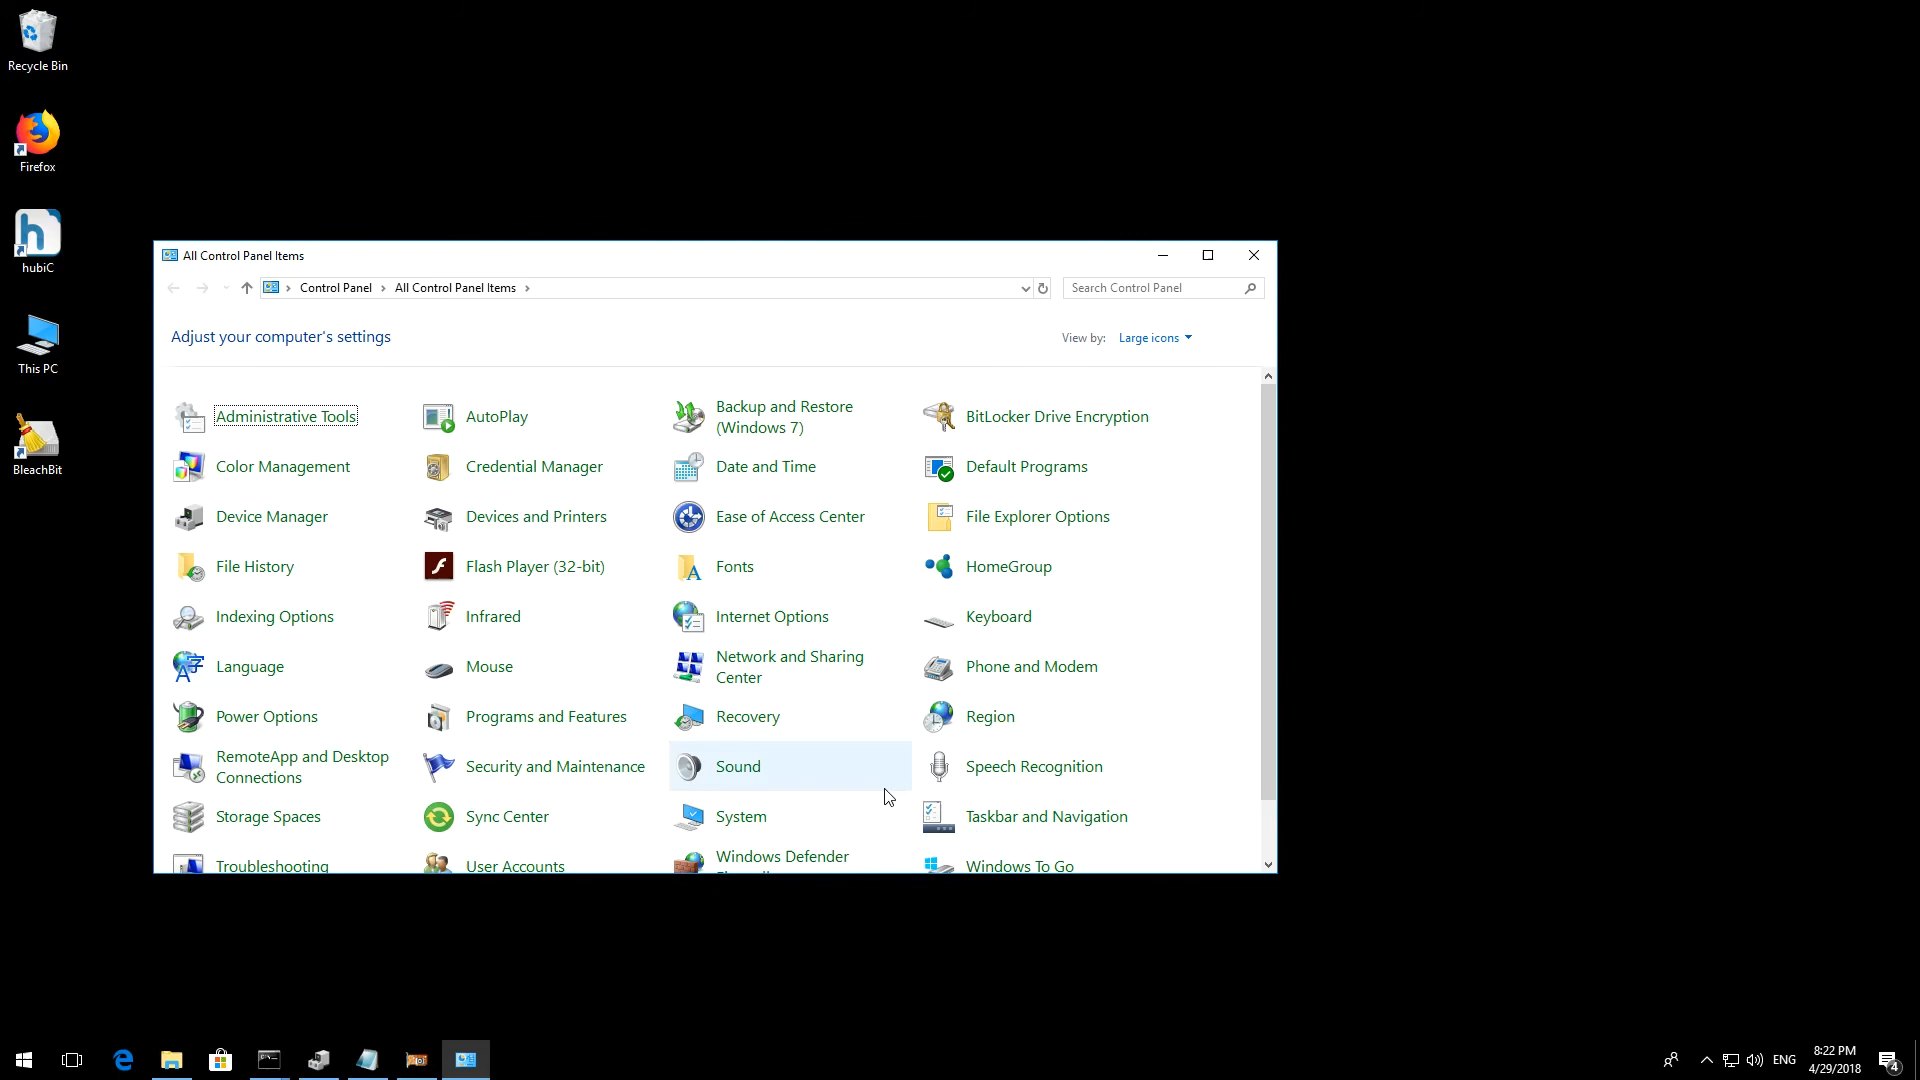 Recycle Bin
Firefox
hubiC
This PC
BleachBit
All Control Panel Items
Control Panel
All Control Panel Items
Search Control Panel
Adjust your computer's settings
View by:
Large icons
Administrative Tools
AutoPlay
Backup and Restore
(Windows 7)
BitLocker Drive Encryption
Color Management
Credential Manager
Date and Time
Default Programs
Device Manager
Devices and Printers
Ease of Access Center
File Explorer Options
File History
Flash Player (32-bit)
Fonts
HomeGroup
Indexing Options
Infrared
Internet Options
Keyboard
Language
Mouse
Network and Sharing
Center
Phone and Modem
Power Options
Programs and Features
Recovery
Region
RemoteApp and Desktop
Connections
Security and Maintenance
Sound
Speech Recognition
Storage Spaces
Sync Center
System
Taskbar and Navigation
Troubleshooting
User Accounts
Windows Defender
Windows To Go
ENG
8:22 PM
4/29/2018
4